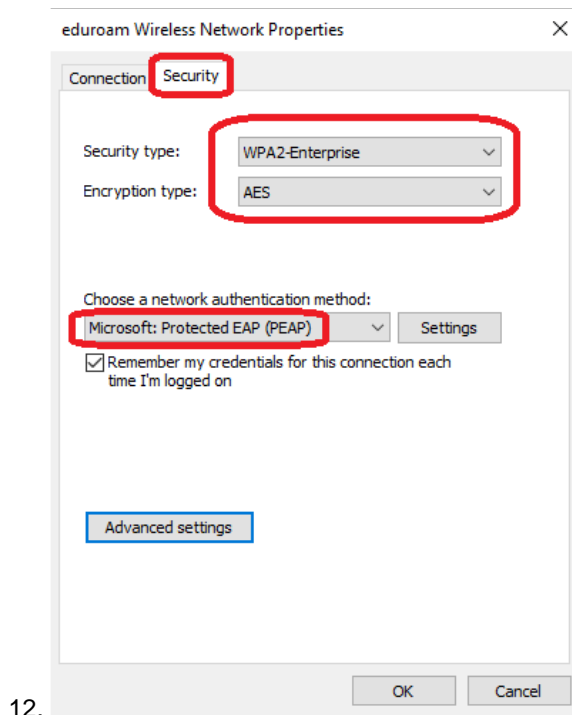 eduroam Wireless Network Properties
Connection Security
Security type: WPA2-Enterprise
Encryption type: AES
Choose a network authentication method:
Microsoft: Protected EAP (PEAP) Settings
Remember my credentials for this connection each
time I'm logged on
Advanced settings
OK Cancel
12.